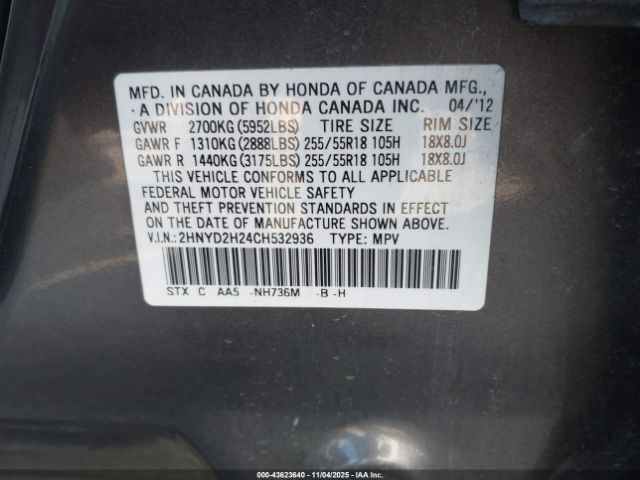 MFD. IN CANADA BY HONDA OF CANADA MFG.,
· A DIVISION OF HONDA CANADA INC. 04/'12
GVWR 2700KG(5952LBS) TIRE SIZE RIM SIZE
GAWR F 1310KG(2888LBS) 255/55R18 105H 18X8.0J
GAWR R 1440KG(3175LBS) 255/55R18 105H 18X8.0J
THIS VEHICLE CONFORMS TO ALL APPLICABLE
FEDERAL MOTOR VEHICLE SAFETY
AND THEFT PREVENTION STANDARDS IN EFFECT
ON THE DATE OF MANUFACTURE SHOWN ABOVE.
V.I.N.: 2HNYD2H24CH532936 TYPE: MPV
STX C AA5 -NH736M -B -H
000-43623640 - 11/04/2025 - IAA Inc.